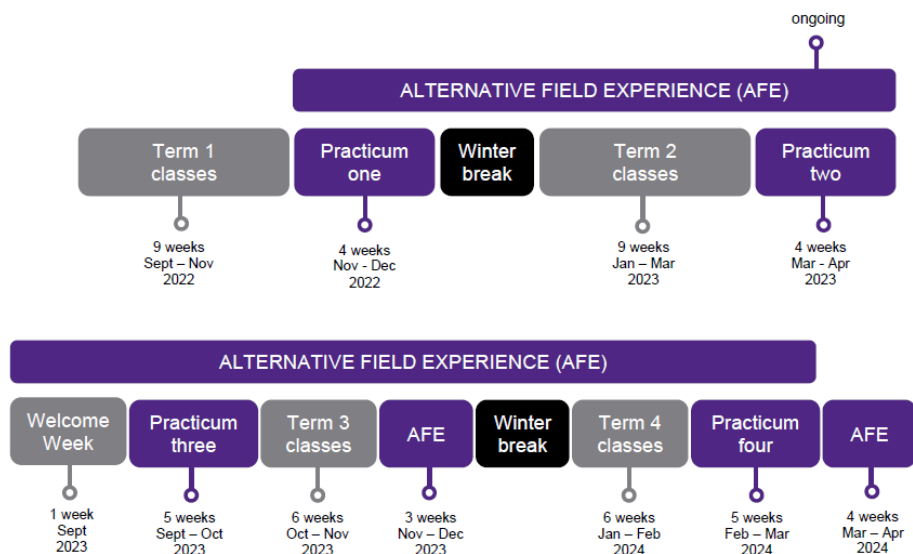 ongoing
ALTERNATIVE FIELD EXPERIENCE (AFE)
Term 1
classes
Practicum
one
Winter
break
Term 2
classes
Practicum
two
9 weeks
Sept – Nov
2022
4 weeks
Nov - Dec
2022
9 weeks
Jan – Mar
2023
4 weeks
Mar - Apr
2023
ALTERNATIVE FIELD EXPERIENCE (AFE)
Welcome
Week
Practicum
three
Term 3
classes
AFE
Winter
break
Term 4
classes
Practicum
four
AFE
1 week
Sept
2023
5 weeks
Sept – Oct
2023
6 weeks
Oct – Nov
2023
3 weeks
Nov – Dec
2023
6 weeks
Jan – Feb
2024
5 weeks
Feb – Mar
2024
4 weeks
Mar – Apr
2024